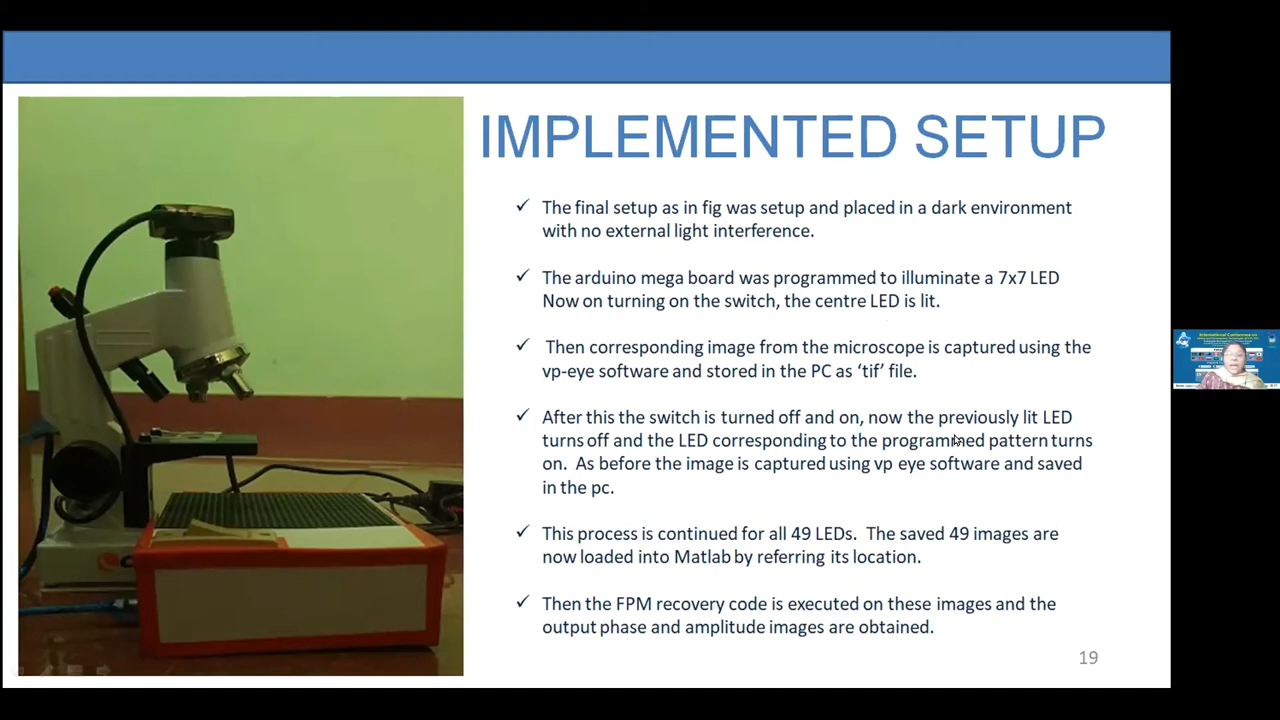 IMPLEMENTED SETUP
✓ The final setup as in fig was setup and placed in a dark environment
with no external light interference.
✓ The arduino mega board was programmed to illuminate a 7x7 LED
Now on turning on the switch, the centre LED is lit.
✓ Then corresponding image from the microscope is captured using the
vp-eye software and stored in the PC as ‘tif’ file.
✓ After this the switch is turned off and on, now the previously lit LED
turns off and the LED corresponding to the programmed pattern turns
on. As before the image is captured using vp eye software and saved
in the pc.
✓ This process is continued for all 49 LEDs. The saved 49 images are
now loaded into Matlab by referring its location.
✓ Then the FPM recovery code is executed on these images and the
output phase and amplitude images are obtained.
19
International Conference on